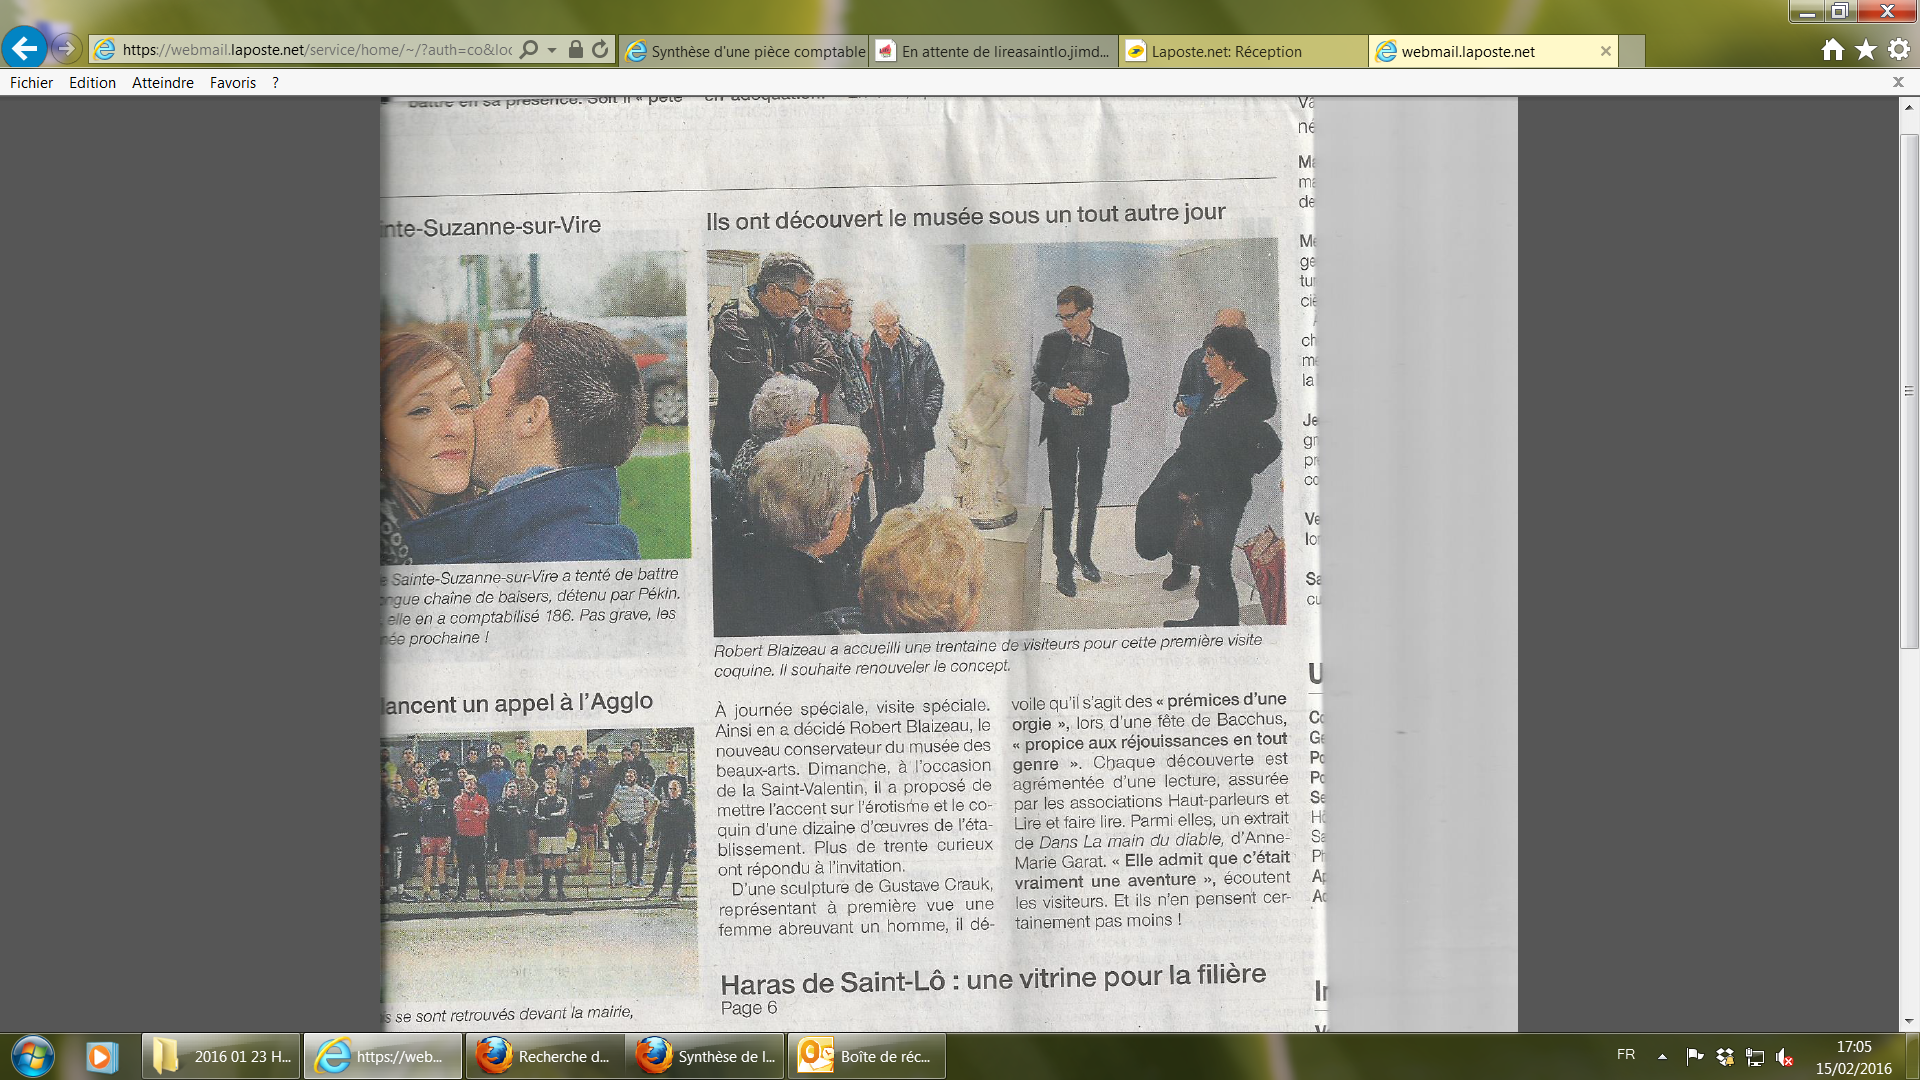 https://webmail.laposte.net/service/home/~/?auth=co&loc
Synthèse d'une pièce comptable
En attente de lireasaintlo.jimd...
Laposte.net: Réception
webmail.laposte.net
Fichier Edition Atteindre Favoris ?
battre en sa présence. Soit il « pète
en adéquation.
nte-Suzanne-sur-Vire
e Sainte-Suzanne-sur-Vire a tenté de battre
ongue chaîne de baisers, détenu par Pékin.
elle en a comptabilisé 186. Pas grave, les
née prochaine !
lancent un appel à l'Agglo
s se sont retrouvés devant la mairie,
Ils ont découvert le musée sous un tout autre jour
Robert Blaizeau a accueilli une trentaine de visiteurs pour cette première visite
coquine. Il souhaite renouveler le concept.
À journée spéciale, visite spéciale.
Ainsi en a décidé Robert Blaizeau, le
nouveau conservateur du musée des
beaux-arts. Dimanche, à l'occasion
de la Saint-Valentin, il a proposé de
mettre l'accent sur l'érotisme et le co-
quin d'une dizaine d'œuvres de l'éta-
blissement. Plus de trente curieux
ont répondu à l'invitation.
D'une sculpture de Gustave Crauk,
représentant à première vue une
femme abreuvant un homme, il dé-
voile qu'il s'agit des « prémices d'une
orgie », lors d'une fête de Bacchus,
« propice aux réjouissances en tout
genre ». Chaque découverte est
agrémentée d'une lecture, assurée
par les associations Haut-parleurs et
Lire et faire lire. Parmi elles, un extrait
de Dans La main du diable, d'Anne-
Marie Garat. « Elle admit que c'était
vraiment une aventure », écoutent
les visiteurs. Et ils n'en pensent cer-
tainement pas moins !
Haras de Saint-Lô : une vitrine pour la filière
Page 6
2016 01 23 H...
https://web...
Recherche d...
Synthèse de l...
Boîte de réc...
FR
17:05
15/02/2016